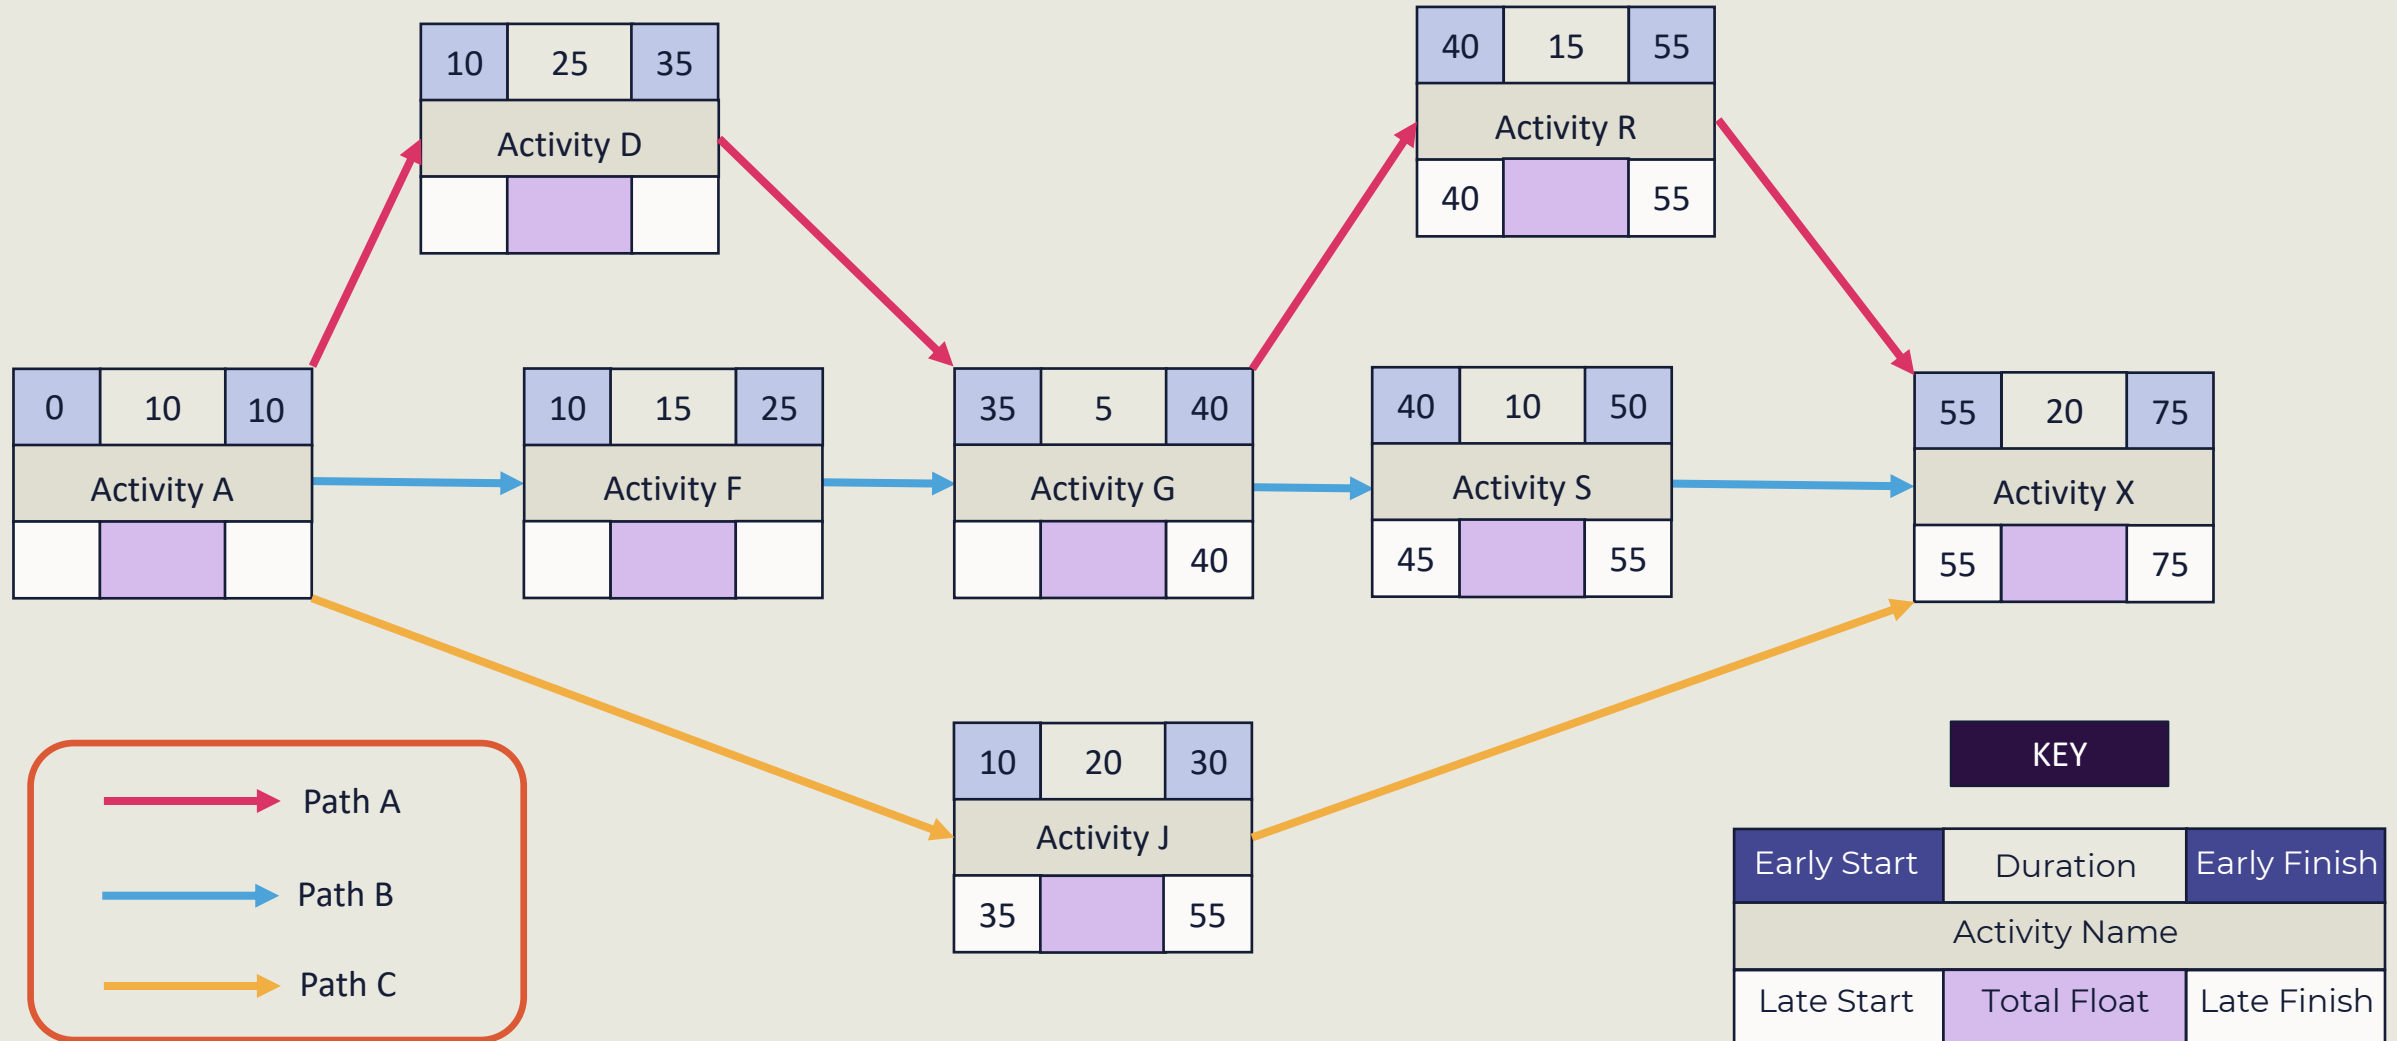 10 25 35
Activity D
40 15 55
Activity R
40 55
0 10 10
Activity A
10 15 25
Activity F
35 5 40
Activity G
40
40 10 50
Activity S
45 55
55 20 75
Activity X
55 75
10 20 30
Activity J
35 55
Path A
Path B
Path C
KEY
Early Start Duration Early Finish
Activity Name
Late Start Total Float Late Finish